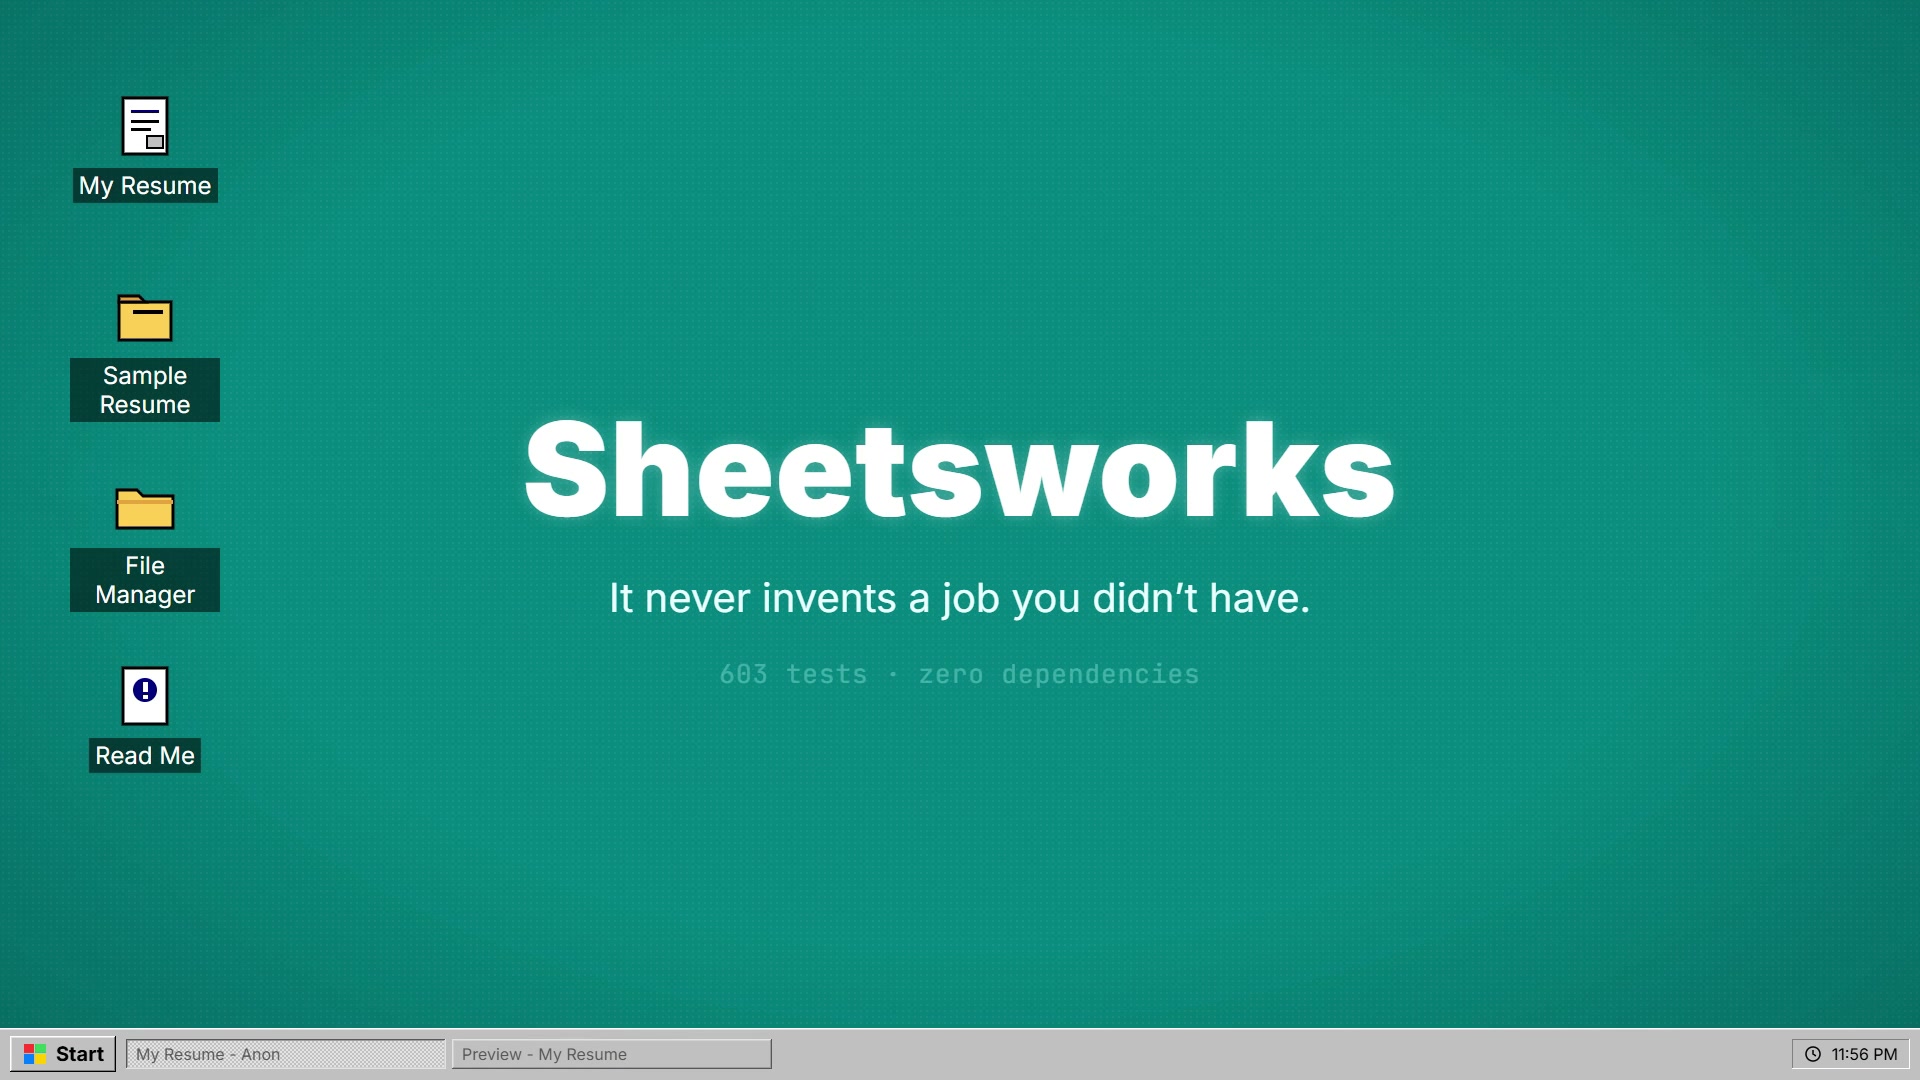 My Resume
Sample
Resume
File
Manager
Read Me
Sheetsworks
It never invents a job you didn’t have.
603 tests · zero dependencies
Start
My Resume - Anon
Preview - My Resume
11:56 PM